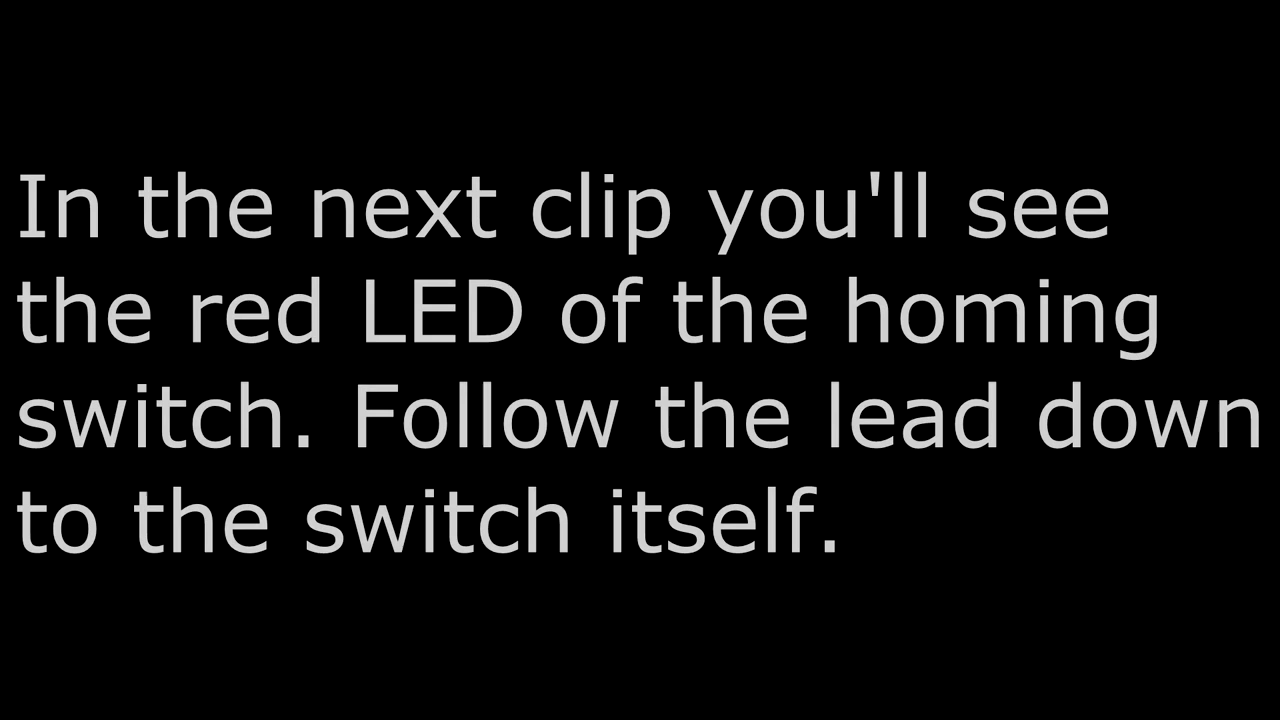 In the next clip you'll see
the red LED of the homing
switch. Follow the lead down
to the switch itself.